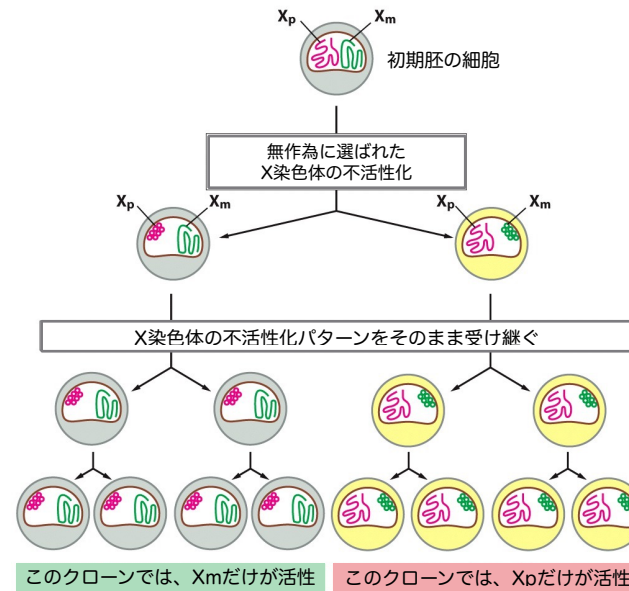 Xp Xm
初期胚の細胞
無作為に選ばれた
X染色体の不活性化
Xp Xm
Xp Xm
X染色体の不活性化パターンをそのまま受け継ぐ
このクローンでは、Xmだけが活性
このクローンでは、Xpだけが活性